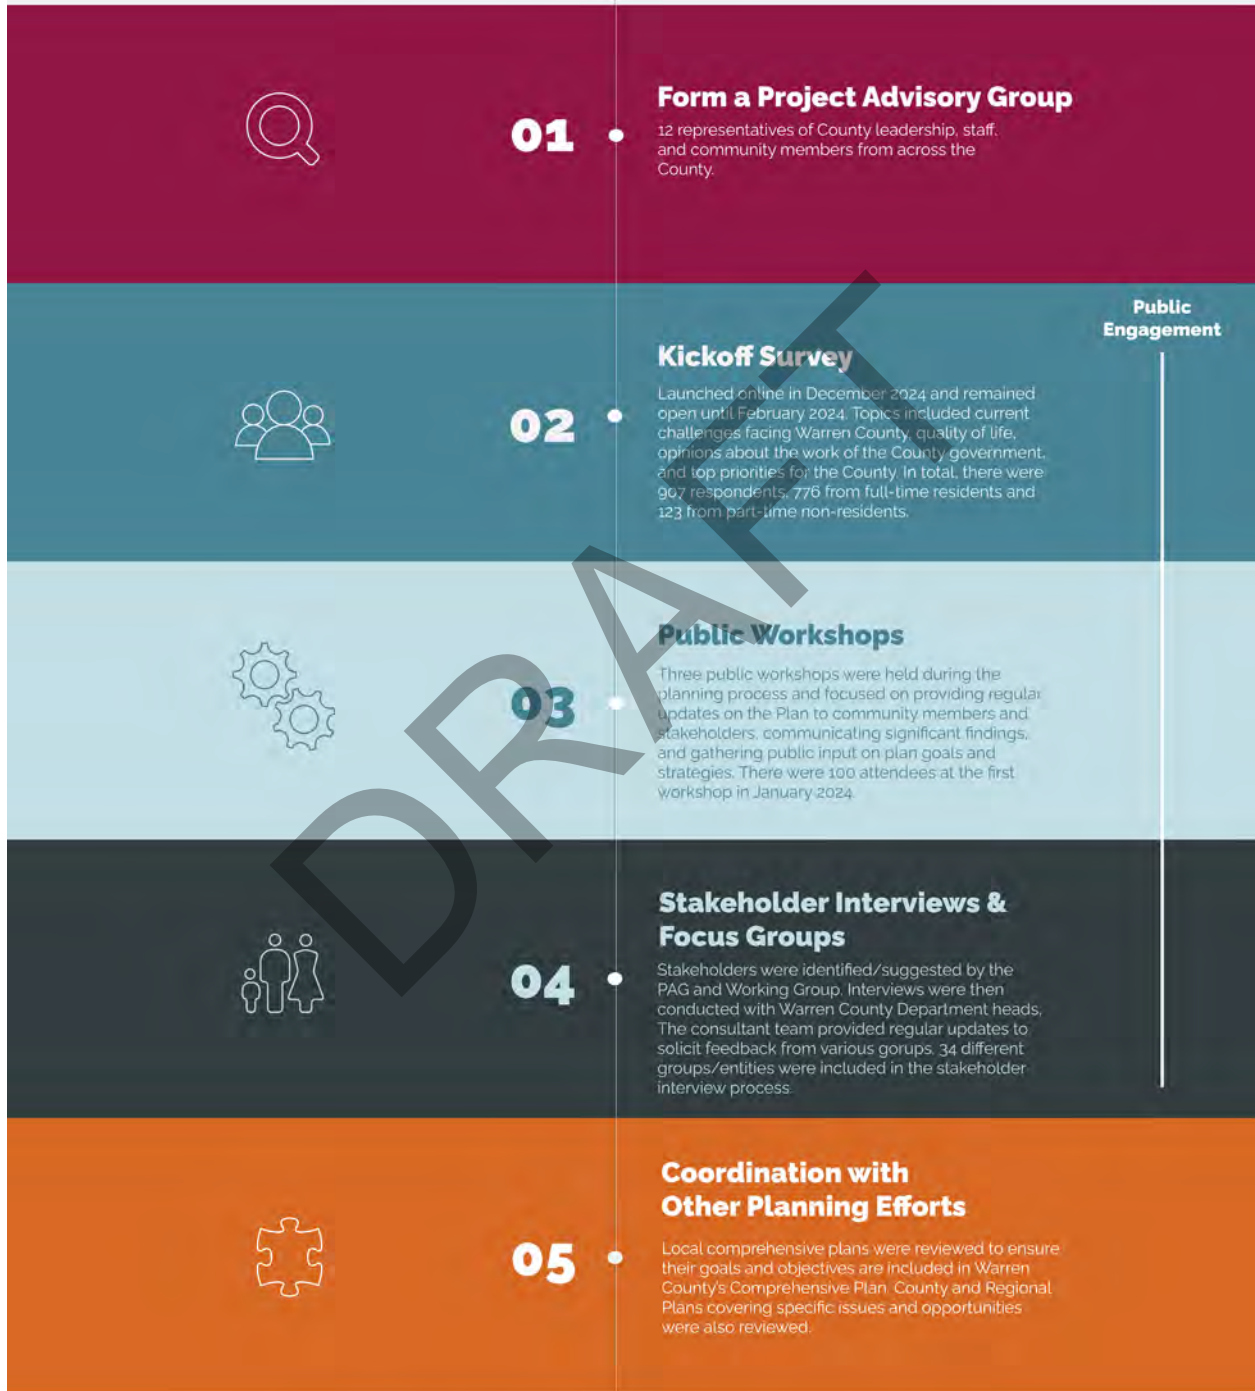 01
Form a Project Advisory Group
12 representatives of County leadership, staff,
and community members from across the
County.
Public
Engagement
02
Kickoff Survey
Launched online in December 2024 and remained
open until February 2024. Topics included current
challenges facing Warren County, quality of life,
opinions about the work of the County government,
and top priorities for the County. In total, there were
907 respondents, 776 from full-time residents and
123 from part-time non-residents.
03
Public Workshops
Three public workshops were held during the
planning process and focused on providing regular
updates on the Plan to community members and
stakeholders, communicating significant findings,
and gathering public input on plan goals and
strategies. There were 100 attendees at the first
workshop in January 2024.
04
Stakeholder Interviews &
Focus Groups
Stakeholders were identified/suggested by the
PAG and Working Group. Interviews were then
conducted with Warren County Department heads.
The consultant team provided regular updates to
solicit feedback from various gorups. 34 different
groups/entities were included in the stakeholder
interview process.
05
Coordination with
Other Planning Efforts
Local comprehensive plans were reviewed to ensure
their goals and objectives are included in Warren
County's Comprehensive Plan. County and Regional
Plans covering specific issues and opportunities
were also reviewed.
DRAFT